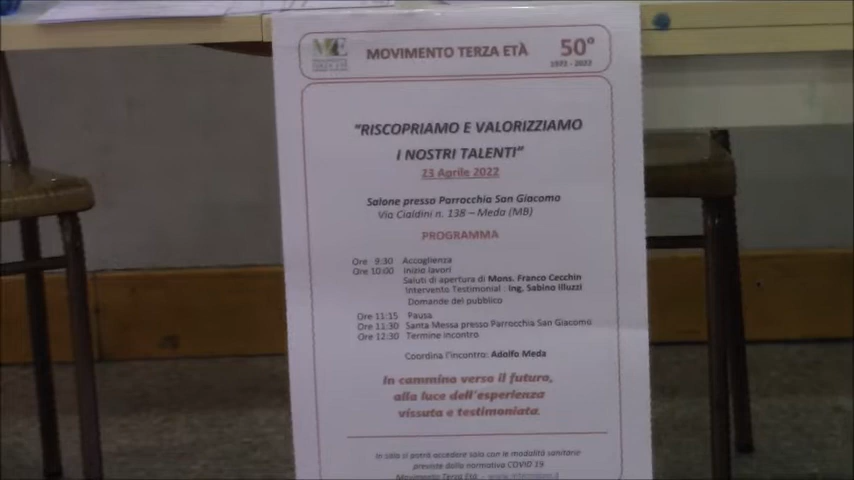 MOVIMENTO TERZA ETÀ
50°
1972 - 2022
"RISCOPRIAMO E VALORIZZIAMO
I NOSTRI TALENTI"
23 Aprile 2022
Salone presso Parrocchia San Giacomo
Via Cialdini n. 138 – Meda (MB)
PROGRAMMA
Ore 9:30 Accoglienza
Ore 10:00 Inizio lavori
Saluti di apertura di Mons. Franco Cecchin
Intervento Testimonial : Ing. Sabino Illuzzi
Domande del pubblico
Ore 11:15 Pausa
Ore 11:30 Santa Messa presso Parrocchia San Giacomo
Ore 12:30 Termine incontro
Coordina l'incontro: Adolfo Meda
In cammino verso il futuro,
alla luce dell'esperienza
vissuta e testimoniata.
In sala si potrà accedere solo con le modalità sanitarie
previste dalla normativa COVID 19
Movimento Terza Età